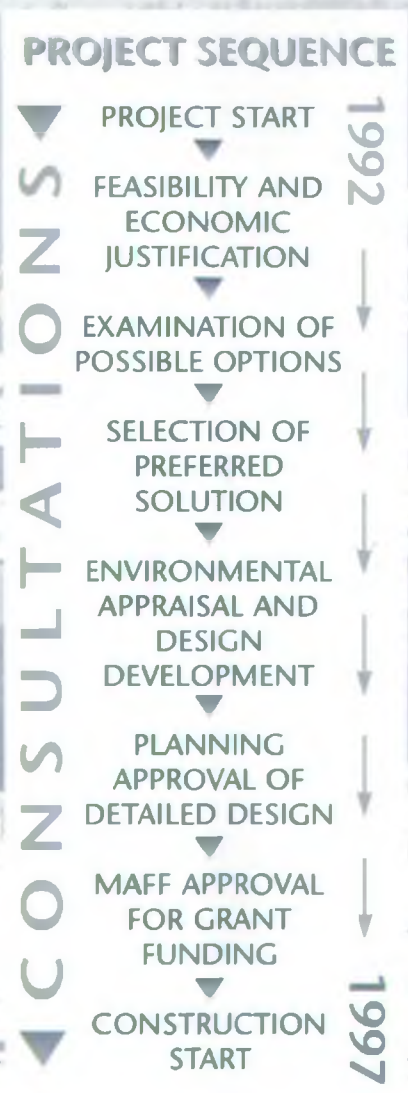 PROJECT SEQUENCE
PROJECT START
FEASIBILITY AND
ECONOMIC
JUSTIFICATION
EXAMINATION OF
POSSIBLE OPTIONS
SELECTION OF
PREFERRED
SOLUTION
ENVIRONMENTAL
APPRAISAL AND
DESIGN
DEVELOPMENT
PLANNING
APPROVAL OF
DETAILED DESIGN
MAFF APPROVAL
FOR GRANT
FUNDING
CONSTRUCTION
START
CONSULTATIONS
1992
1997